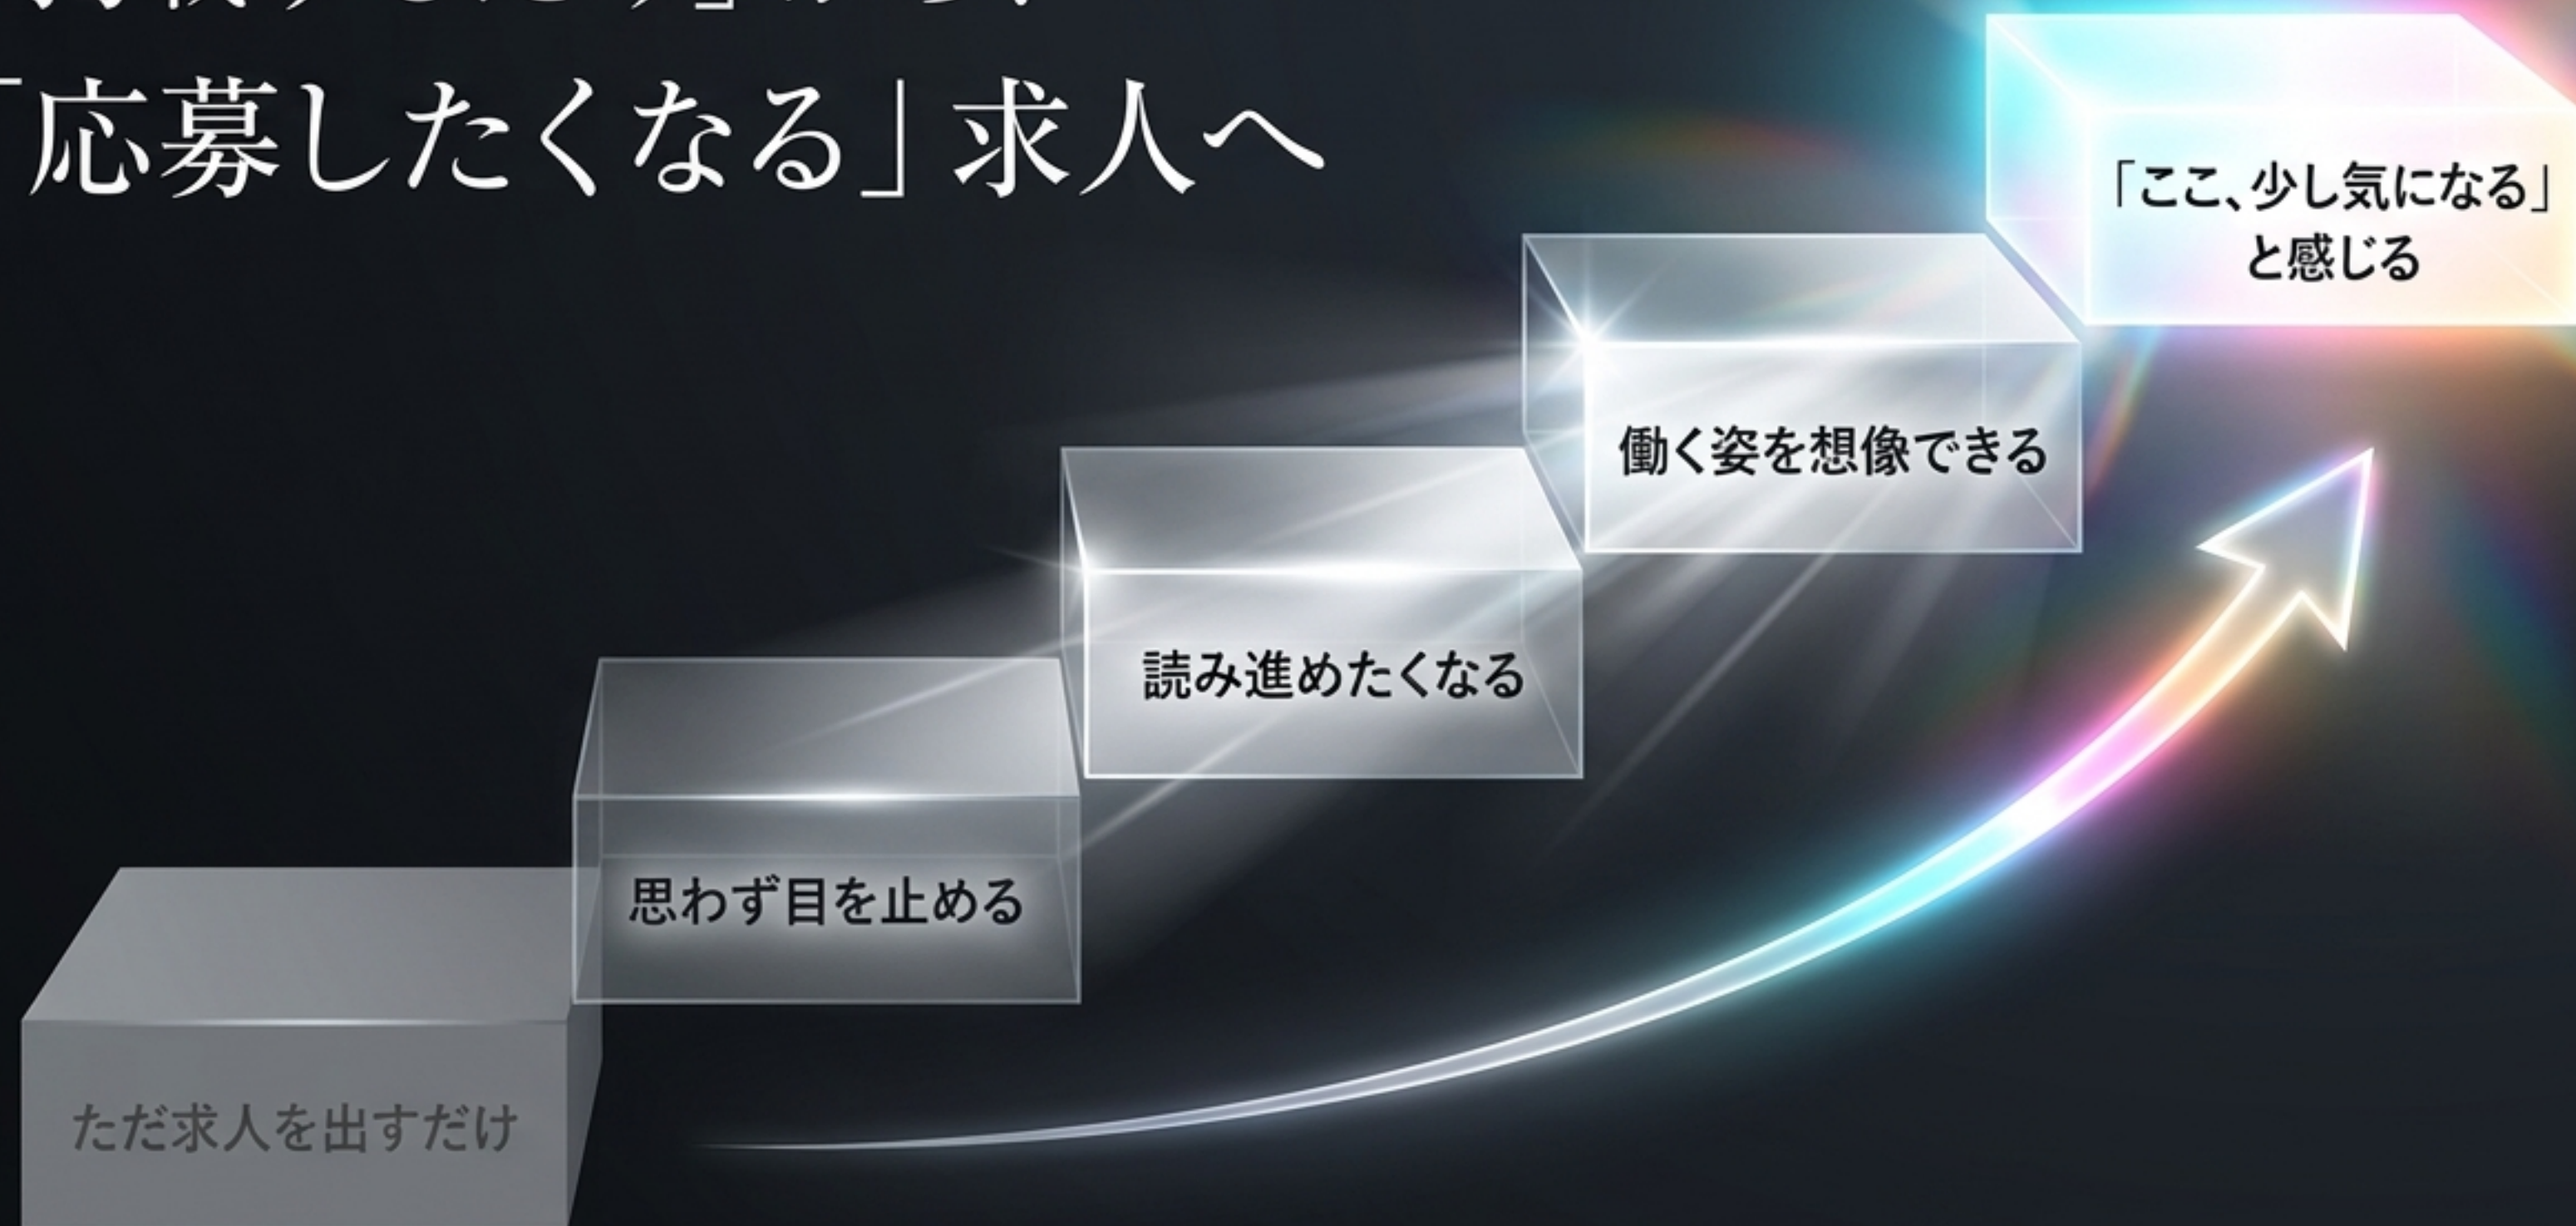 「応募したくなる」求人へ
「ここ、少し気になる」
と感じる
働く姿を想像できる
読み進めたくなる
思わず目を止める
ただ求人を出すだけ